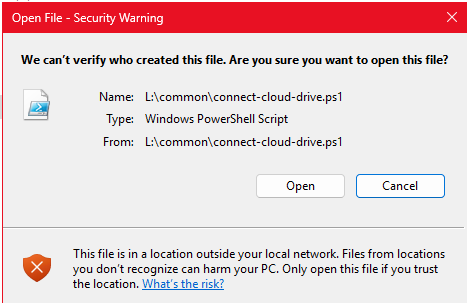 Open File - Security Warning
We can't verify who created this file. Are you sure you want to open this file?
Name: L:\common\connect-cloud-drive.ps1
Type: Windows PowerShell Script
From: L:\common\connect-cloud-drive.ps1
Open Cancel
This file is in a location outside your local network. Files from locations
you don't recognize can harm your PC. Only open this file if you trust
the location. What's the risk?